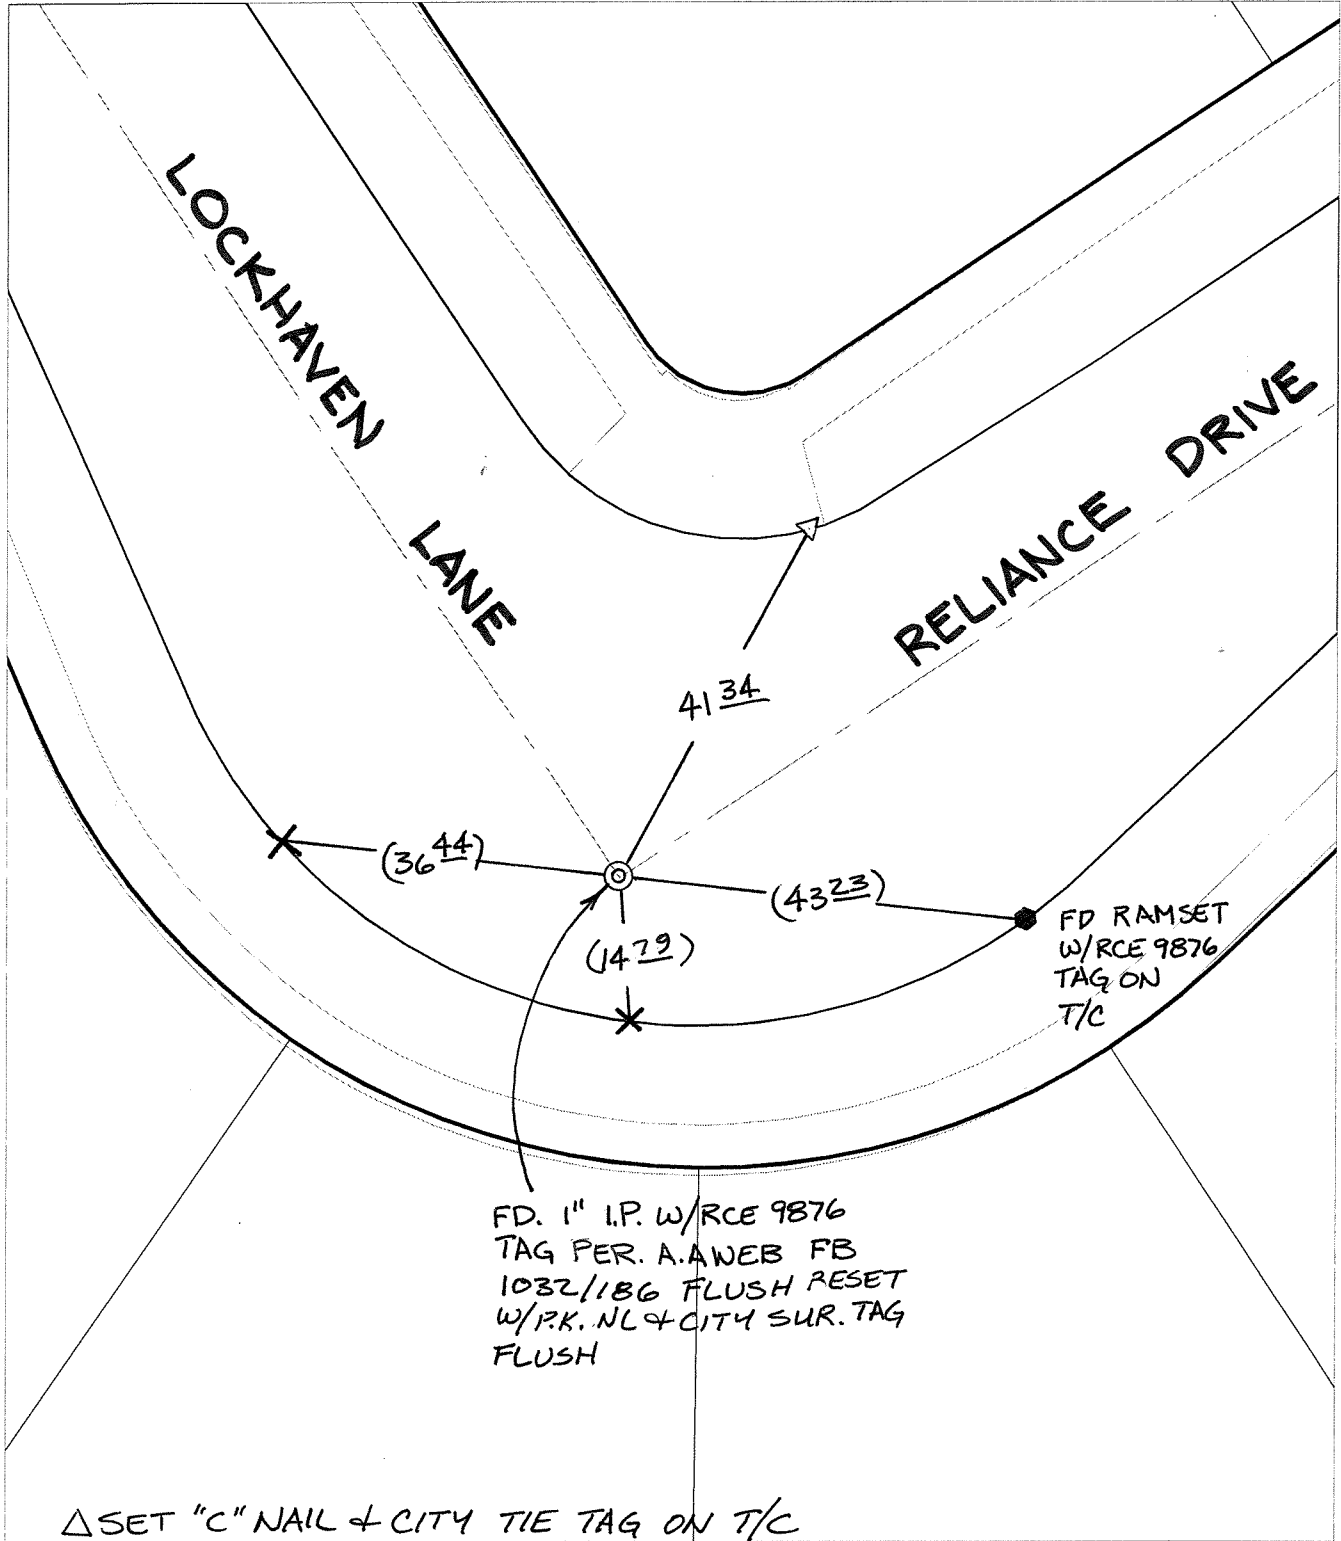 LOCKHAVEN LANE
RELIANCE DRIVE
41 34
(36 44)
(43 23)
(14 79)
FD RAMSET
W/RCE 9876
TAG ON
T/C
FD. 1" I.P. W/RCE 9876
TAG PER. A.A WEB FB
1032/186 FLUSH RESET
W/P.K. NL & CITY SUR. TAG
FLUSH
△ SET "C" NAIL & CITY TIE TAG ON T/C